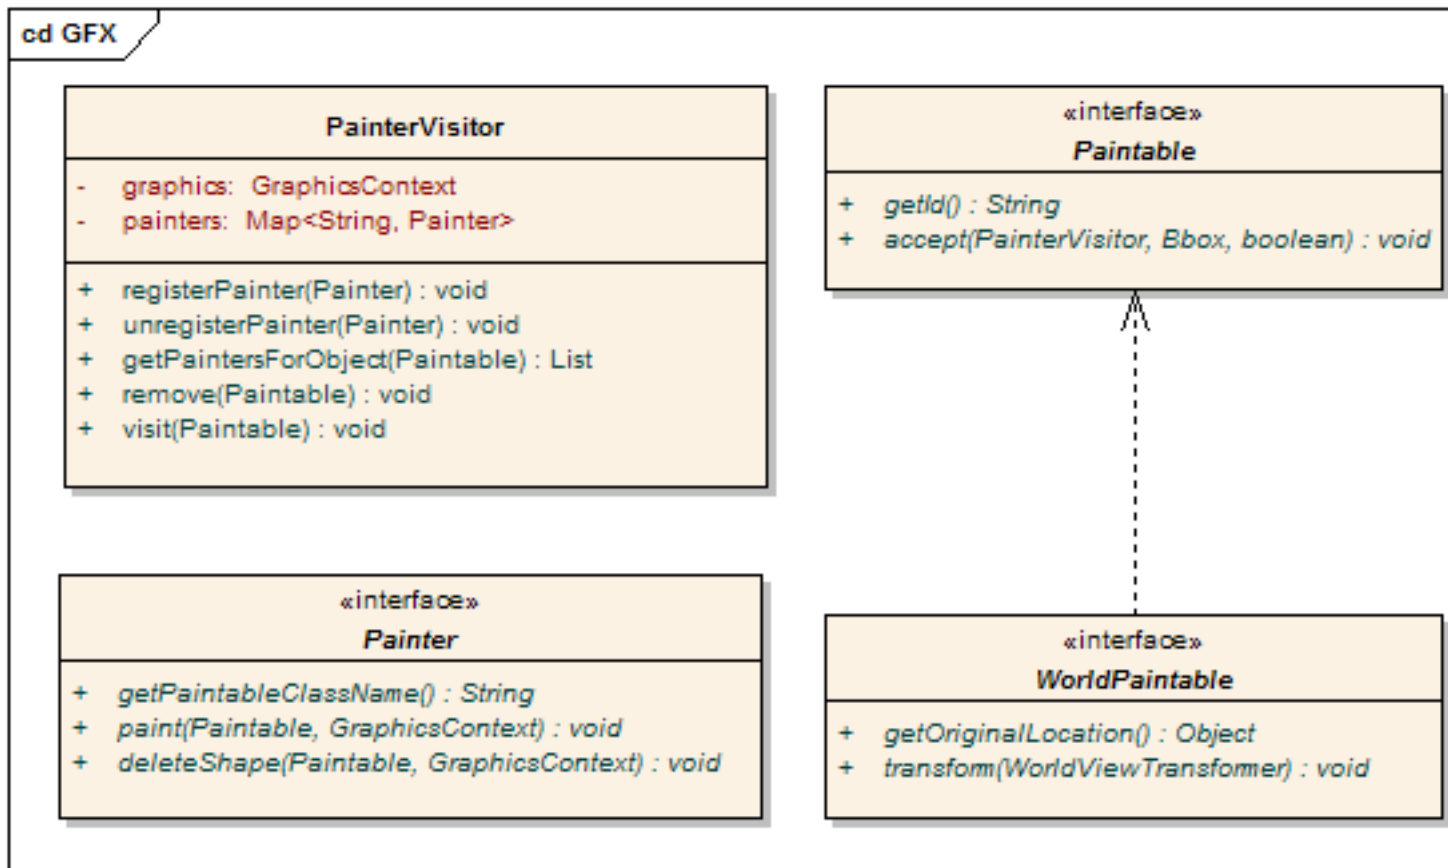 cd GFX
PainterVisitor
- graphics: GraphicsContext
- painters: Map<String, Painter>
+ registerPainter(Painter) : void
+ unregisterPainter(Painter) : void
+ getPaintersForObject(Paintable) : List
+ remove(Paintable) : void
+ visit(Paintable) : void
«interface»
Paintable
+ getId() : String
+ accept(PainterVisitor, Bbox, boolean) : void
«interface»
Painter
+ getPaintableClassName() : String
+ paint(Paintable, GraphicsContext) : void
+ deleteShape(Paintable, GraphicsContext) : void
«interface»
WorldPaintable
+ getOriginalLocation() : Object
+ transform(WorldViewTransformer) : void